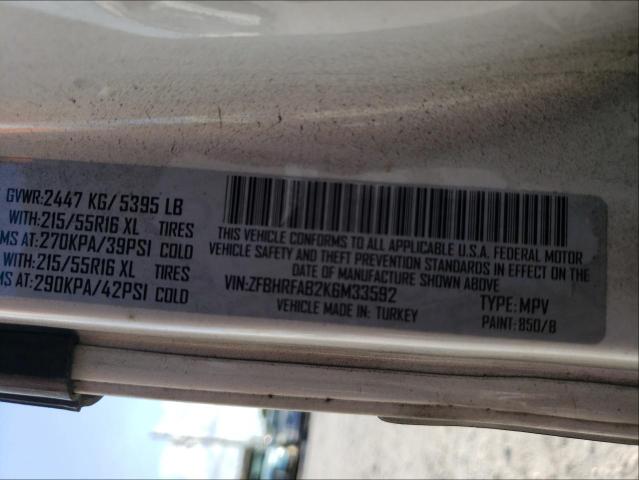 GVWR:2447 KG/ 5395 LB
WITH:215/55R16 XL TIRES
MS AT:270KPA/39PSI COLD
WITH:215/55R16 XL TIRES
MS AT:290KPA/42PSI COLD
THIS VEHICLE CONFORMS TO ALL APPLICABLE U.S.A. FEDERAL MOTOR
VEHICLE SAFETY AND THEFT PREVENTION STANDARDS IN EFFECT ON THE
DATE OF MANUFACTURE SHOWN ABOVE
VIN:ZFBHRFAB2K6M33592 TYPE:MPV
VEHICLE MADE IN: TURKEY PAINT: 850/8